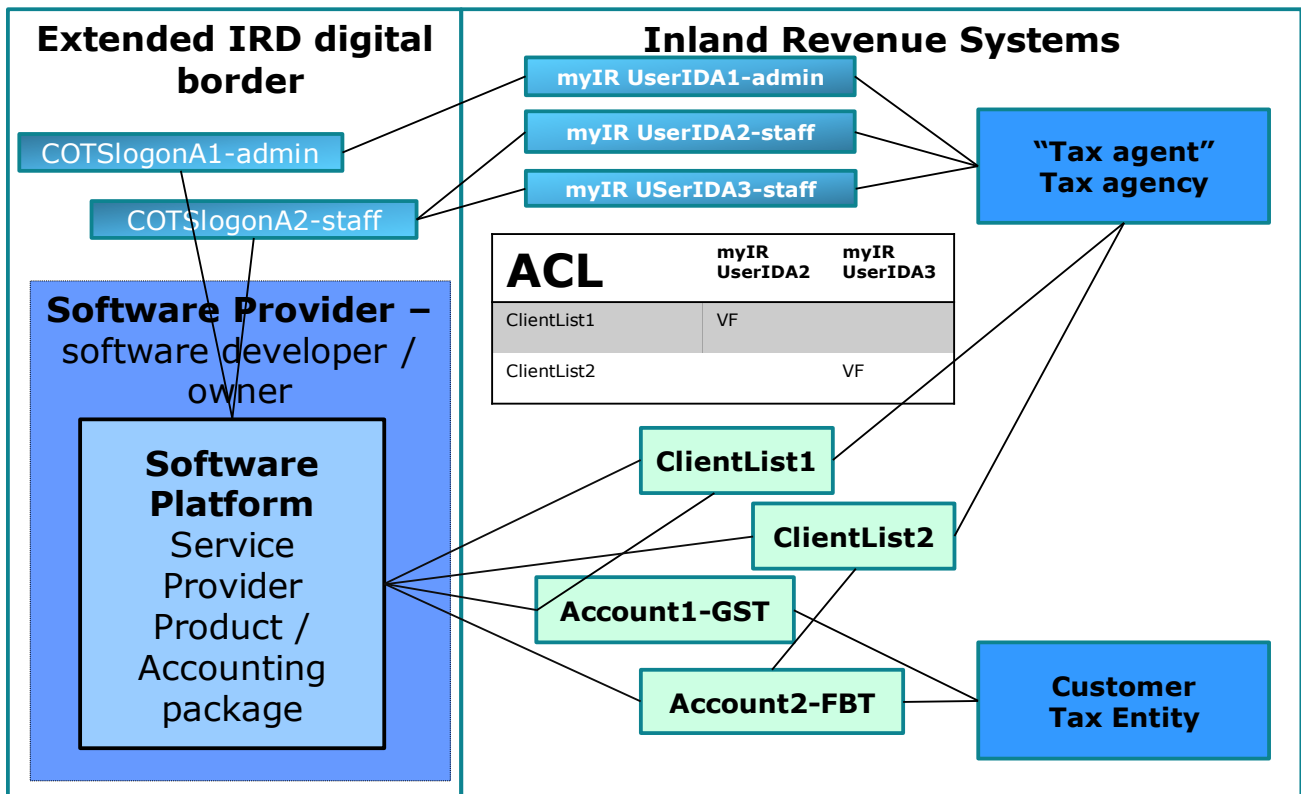 Extended IRD digital
border
COTSlogonA1-admin
COTSlogonA2-staff
Software Provider –
software developer /
owner
Software
Platform
Service
Provider
Product /
Accounting
package
Inland Revenue Systems
myIR UserIDA1-admin
myIR UserIDA2-staff
myIR USerIDA3-staff
“Tax agent”
Tax agency
ACL
myIR
UserIDA2
myIR
UserIDA3
ClientList1 VF
ClientList2 VF
ClientList1
ClientList2
Account1-GST
Account2-FBT
Customer
Tax Entity